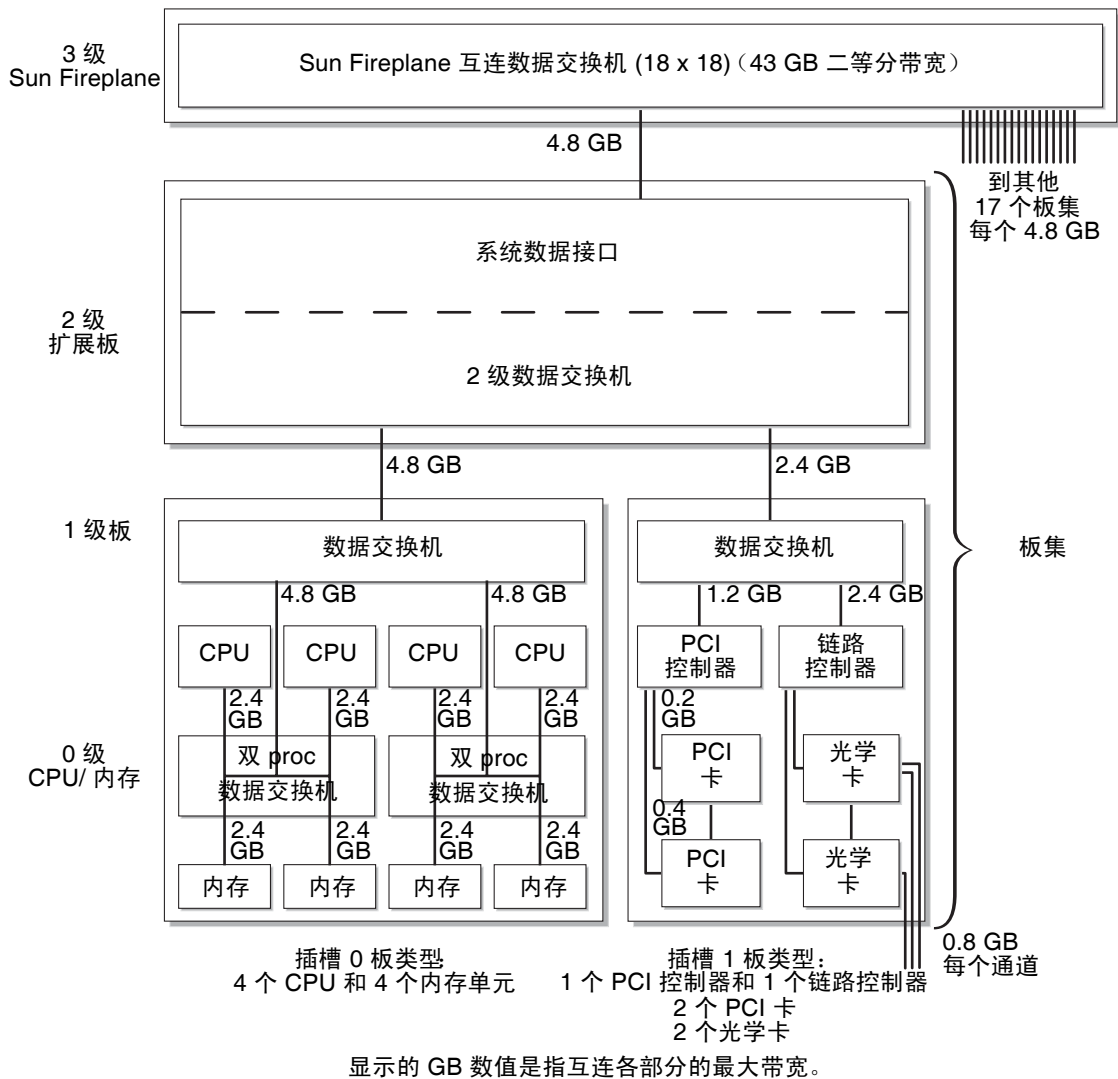 3 级
Sun Fireplane
Sun Fireplane 互连数据交换机 (18 x 18)（43 GB 二等分带宽）
4.8 GB
到其他
17 个板集
每个 4.8 GB
系统数据接口
2 级
扩展板
2 级数据交换机
4.8 GB
2.4 GB
1 级板
数据交换机
数据交换机
板集
4.8 GB
4.8 GB
1.2 GB
2.4 GB
CPU
CPU
CPU
CPU
PCI
控制器
链路
控制器
2.4
GB
2.4
GB
2.4
GB
2.4
GB
0.2
GB
0 级
CPU/ 内存
双 proc
数据交换机
双 proc
数据交换机
PCI
卡
光学
卡
2.4
GB
2.4
GB
2.4
GB
2.4
GB
0.4
GB
内存
内存
内存
内存
PCI
卡
光学
卡
0.8 GB
每个通道
插槽 0 板类型:
4 个 CPU 和 4 个内存单元
插槽 1 板类型：
1 个 PCI 控制器和 1 个链路控制器
2 个 PCI 卡
2 个光学卡
显示的 GB 数值是指互连各部分的最大带宽。